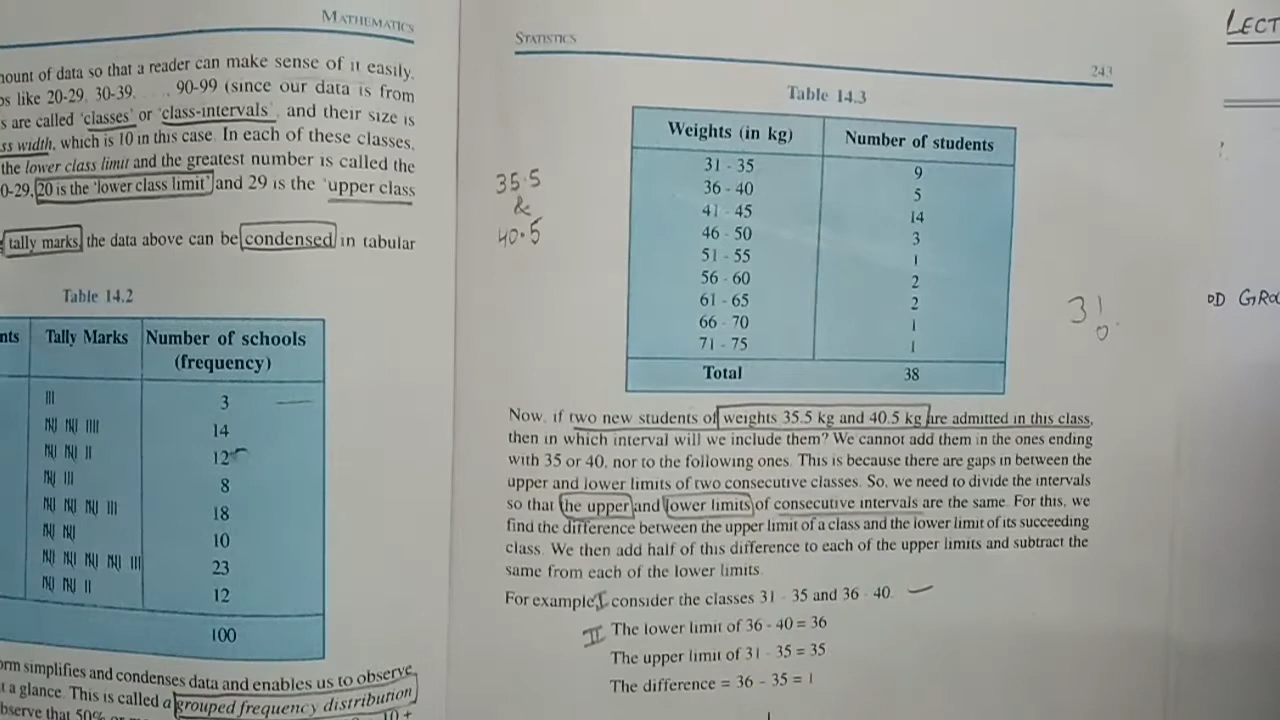 MATHEMATICS
ount of data so that a reader can make sense of it easily.
like 20-29, 30-39, . . ., 90-99 (since our data is from
s are called 'classes' or 'class-intervals', and their size is
ss width, which is 10 in this case. In each of these classes,
the lower class limit and the greatest number is called the
0-29, 20 is the 'lower class limit' and 29 is the 'upper class
tally marks, the data above can be condensed in tabular
Table 14.2
nts Tally Marks Number of schools
(frequency)
||| 3
14
12
8
18
10
23
12
100
orm simplifies and condenses data and enables us to observe
t a glance. This is called a grouped frequency distribution
bserve that 50%
STATISTICS
243
Table 14.3
Weights (in kg) Number of students
31 - 35 9
36 - 40 5
41 - 45 14
46 - 50 3
51 - 55 1
56 - 60 2
61 - 65 2
66 - 70 1
71 - 75 1
Total 38
35.5
&
40.5
Now, if two new students of weights 35.5 kg and 40.5 kg are admitted in this class,
then in which interval will we include them? We cannot add them in the ones ending
with 35 or 40, nor to the following ones. This is because there are gaps in between the
upper and lower limits of two consecutive classes. So, we need to divide the intervals
so that the upper and lower limits of consecutive intervals are the same. For this, we
find the difference between the upper limit of a class and the lower limit of its succeeding
class. We then add half of this difference to each of the upper limits and subtract the
same from each of the lower limits.
For example, I consider the classes 31 - 35 and 36 - 40.
II The lower limit of 36 - 40 = 36
The upper limit of 31 - 35 = 35
The difference = 36 - 35 = 1
LECT
OD GRO